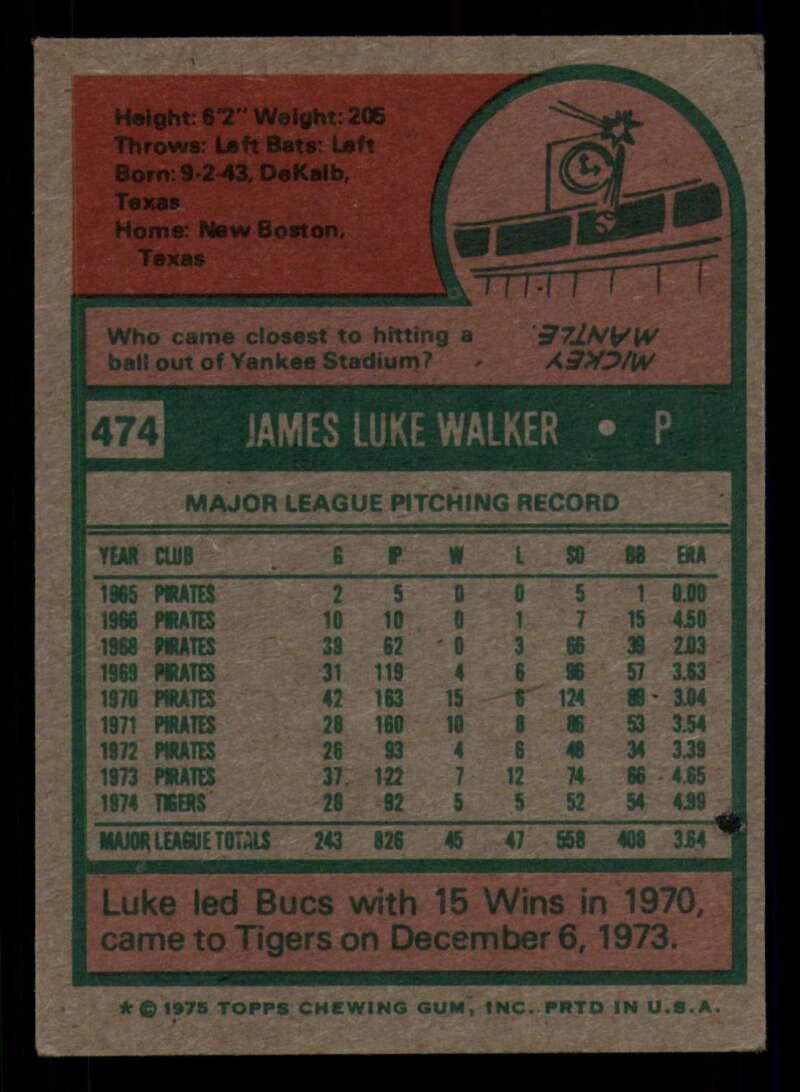 Height: 6'2" Weight: 205
Throws: Left Bats: Left
Born: 9-2-43, DeKalb,
Texas
Home: New Boston,
Texas
Who came closest to hitting a
ball out of Yankee Stadium?
MICKEY
MANTLE.
474 JAMES LUKE WALKER • P
MAJOR LEAGUE PITCHING RECORD
YEAR CLUB G IP W L SO BB ERA
1965 PIRATES 2 5 0 0 5 1 0.00
1966 PIRATES 10 10 0 1 7 15 4.50
1968 PIRATES 39 62 0 3 66 39 2.03
1969 PIRATES 31 119 4 6 96 57 3.63
1970 PIRATES 42 163 15 6 124 89 3.04
1971 PIRATES 28 160 10 8 86 53 3.54
1972 PIRATES 26 93 4 6 48 34 3.39
1973 PIRATES 37 122 7 12 74 66 4.65
1974 TIGERS 28 92 5 5 52 54 4.99
MAJOR LEAGUE TOTALS 243 826 45 47 558 408 3.64
Luke led Bucs with 15 Wins in 1970,
came to Tigers on December 6, 1973.
* © 1975 TOPPS CHEWING GUM, INC. PRTD IN U.S.A.